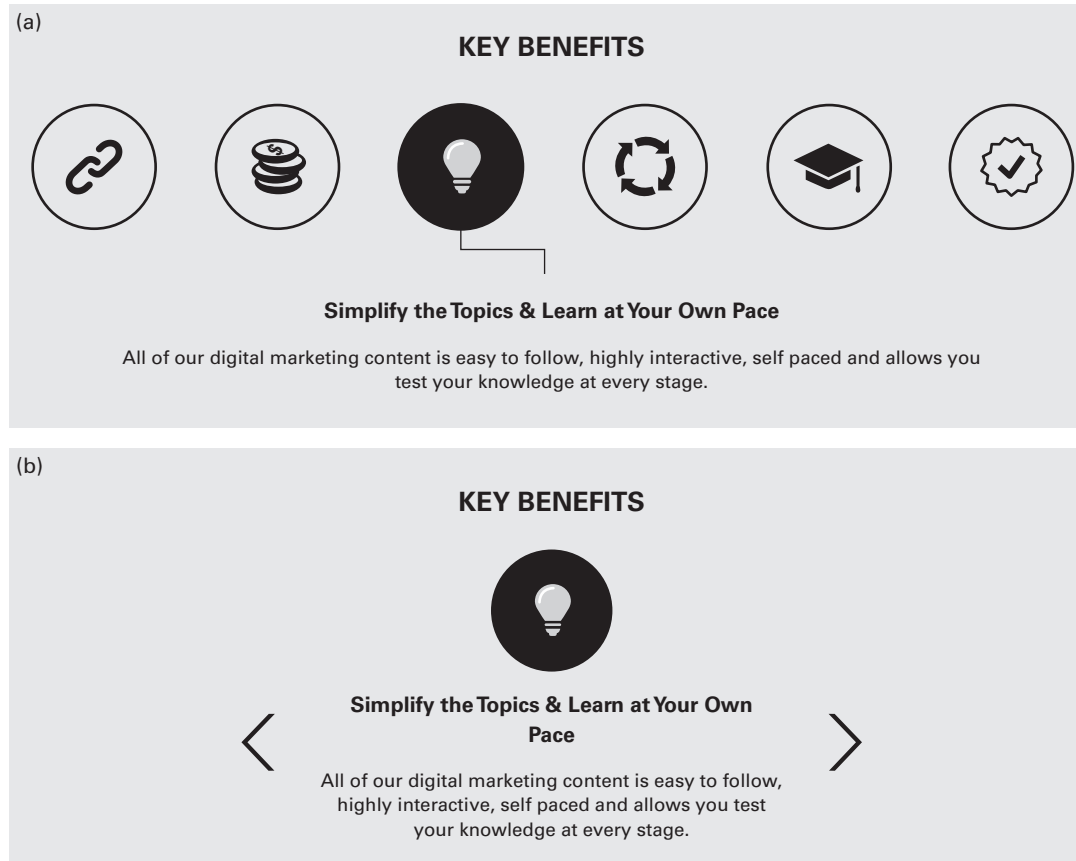 (a)
KEY BENEFITS
$
Simplify the Topics & Learn at Your Own Pace
All of our digital marketing content is easy to follow, highly interactive, self paced and allows you
test your knowledge at every stage.
(b)
KEY BENEFITS
Simplify the Topics & Learn at Your Own
Pace
All of our digital marketing content is easy to follow,
highly interactive, self paced and allows you test
your knowledge at every stage.